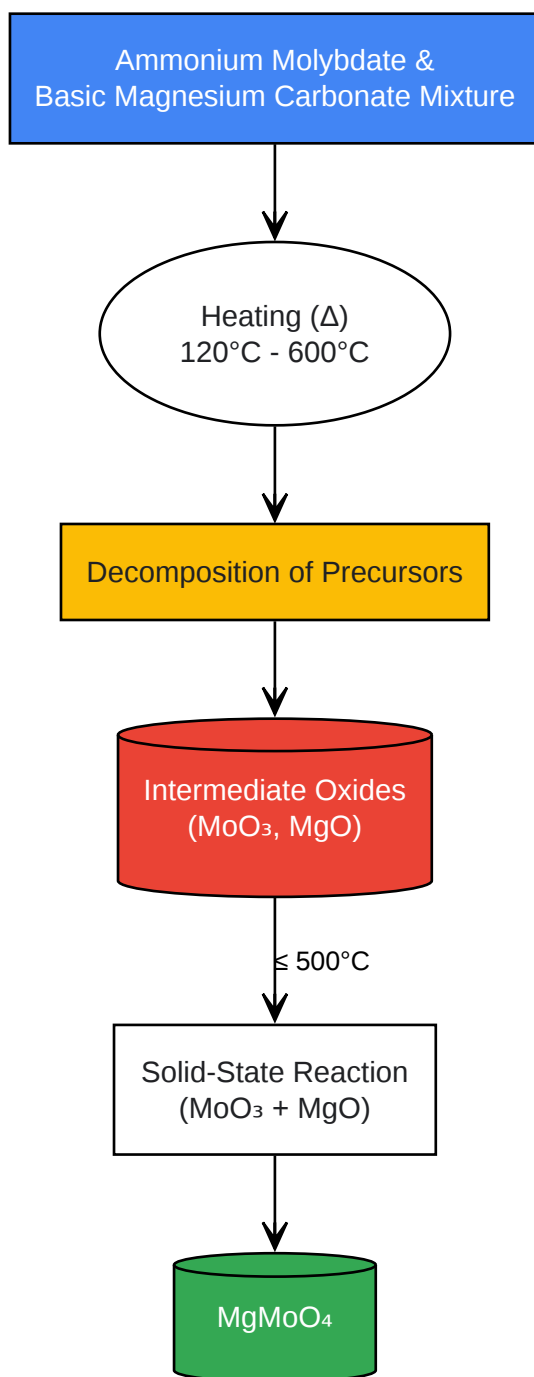 Ammonium Molybdate &
Basic Magnesium Carbonate Mixture
Heating (Δ)
120°C - 600°C
Decomposition of Precursors
Intermediate Oxides
(MoO₃, MgO)
≤ 500°C
Solid-State Reaction
(MoO₃ + MgO)
MgMoO₄